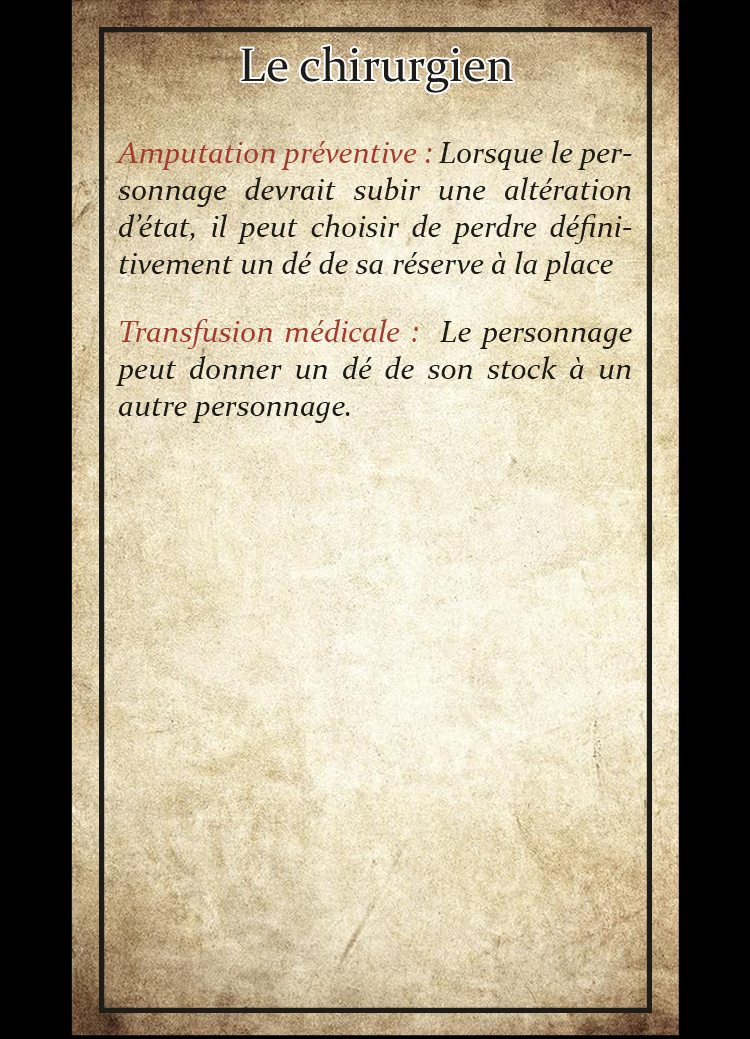 Le chirurgien
Amputation préventive : Lorsque le per-
sonnage devrait subir une altération
d’état, il peut choisir de perdre défini-
tivement un dé de sa réserve à la place
Transfusion médicale : Le personnage
peut donner un dé de son stock à un
autre personnage.